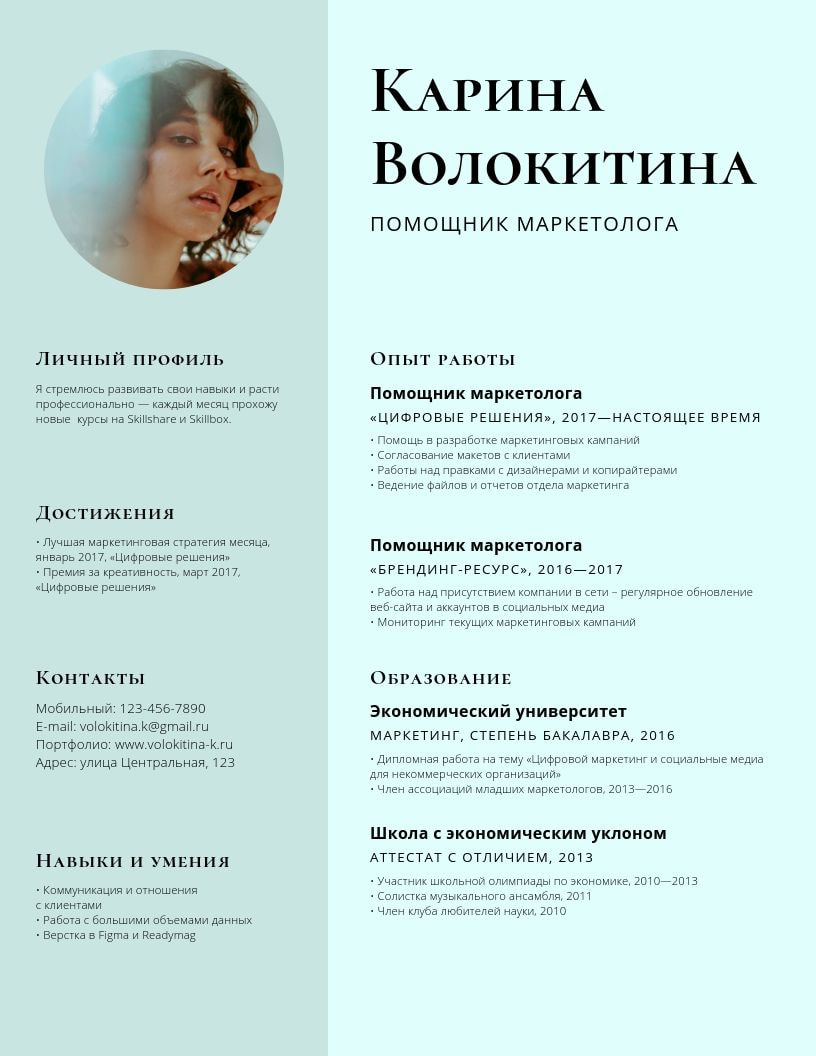 Карина
Волокитина
ПОМОЩНИК МАРКЕТОЛОГА
Личный профиль
Я стремлюсь развивать свои навыки и расти
профессионально — каждый месяц прохожу
новые курсы на Skillshare и Skillbox.
Достижения
• Лучшая маркетинговая стратегия месяца,
январь 2017, «Цифровые решения»
• Премия за креативность, март 2017,
«Цифровые решения»
Контакты
Мобильный: 123-456-7890
E-mail: volokitina.k@gmail.ru
Портфолио: www.volokitina-k.ru
Адрес: улица Центральная, 123
Навыки и умения
• Коммуникация и отношения
с клиентами
• Работа с большими объемами данных
• Верстка в Figma и Readymag
Опыт работы
Помощник маркетолога
«ЦИФРОВЫЕ РЕШЕНИЯ», 2017—НАСТОЯЩЕЕ ВРЕМЯ
• Помощь в разработке маркетинговых кампаний
• Согласование макетов с клиентами
• Работы над правками с дизайнерами и копирайтерами
• Ведение файлов и отчетов отдела маркетинга
Помощник маркетолога
«БРЕНДИНГ-РЕСУРС», 2016—2017
• Работа над присутствием компании в сети – регулярное обновление
веб-сайта и аккаунтов в социальных медиа
• Мониторинг текущих маркетинговых кампаний
Образование
Экономический университет
МАРКЕТИНГ, СТЕПЕНЬ БАКАЛАВРА, 2016
• Дипломная работа на тему «Цифровой маркетинг и социальные медиа
для некоммерческих организаций»
• Член ассоциаций младших маркетологов, 2013—2016
Школа с экономическим уклоном
АТТЕСТАТ С ОТЛИЧИЕМ, 2013
• Участник школьной олимпиады по экономике, 2010—2013
• Солистка музыкального ансамбля, 2011
• Член клуба любителей науки, 2010